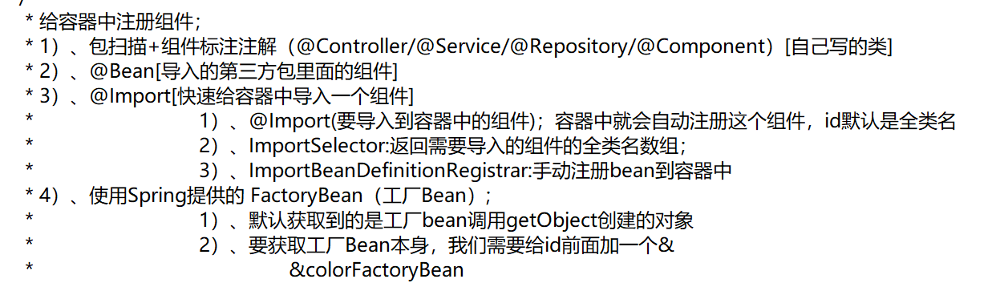 /
* 给容器中注册组件；
* 1）、包扫描+组件标注注解（@Controller/@Service/@Repository/@Component）[自己写的类]
* 2）、@Bean[导入的第三方包里面的组件]
* 3）、@Import[快速给容器中导入一个组件]
* 1）、@Import(要导入到容器中的组件)；容器中就会自动注册这个组件，id默认是全类名
* 2）、ImportSelector:返回需要导入的组件的全类名数组；
* 3）、ImportBeanDefinitionRegistrar:手动注册bean到容器中
* 4）、使用Spring提供的 FactoryBean（工厂Bean）;
* 1）、默认获取到的是工厂bean调用getObject创建的对象
* 2）、要获取工厂Bean本身，我们需要给id前面加一个&
* &colorFactoryBean